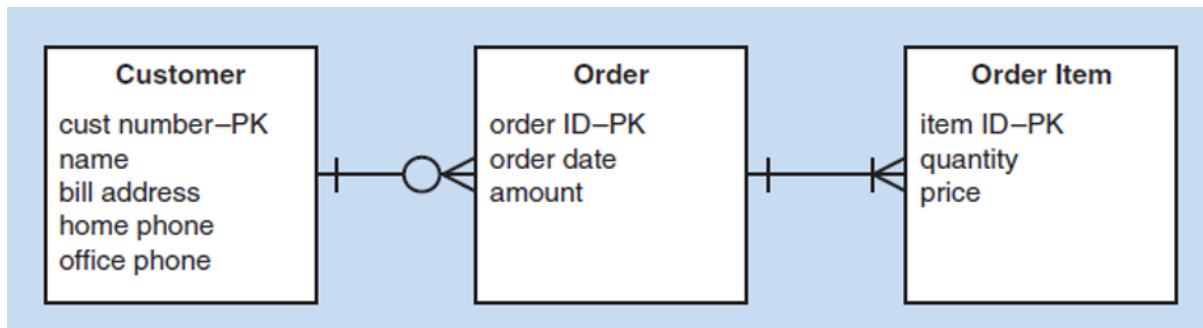 Customer
cust number–PK
name
bill address
home phone
office phone
Order
order ID–PK
order date
amount
Order Item
item ID–PK
quantity
price